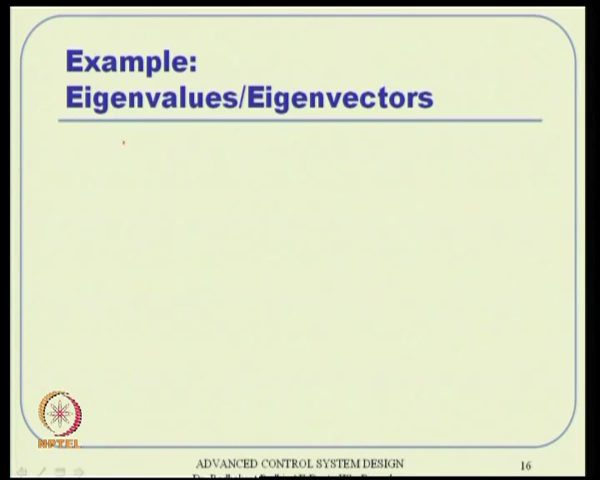 Example:
Eigenvalues/Eigenvectors
NPTEL
ADVANCED CONTROL SYSTEM DESIGN
16